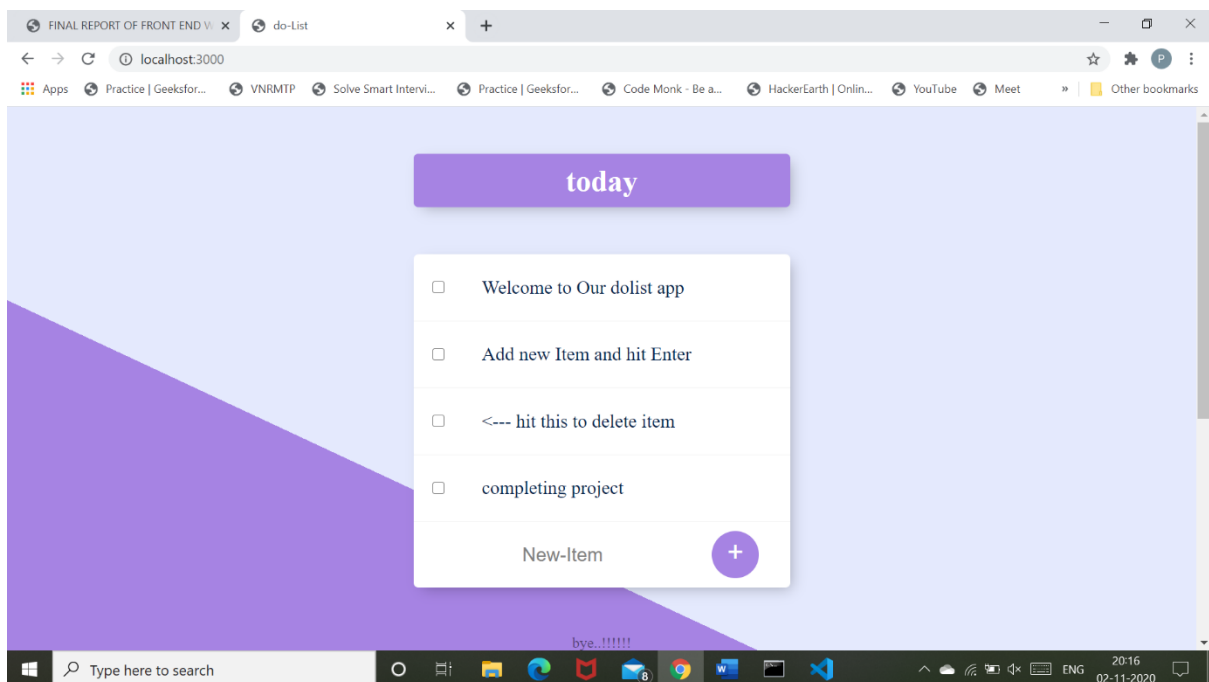 FINAL REPORT OF FRONT END W
do-List
localhost:3000
P
Apps
Practice | Geeksfor...
VNRMTP
Solve Smart Intervi...
Practice | Geeksfor...
Code Monk - Be a...
HackerEarth | Onlin...
YouTube
Meet
»
Other bookmarks
today
Welcome to Our dolist app
Add new Item and hit Enter
<--- hit this to delete item
completing project
New-Item
+
bye..!!!!!!
Type here to search
8
ENG
20:16
02-11-2020